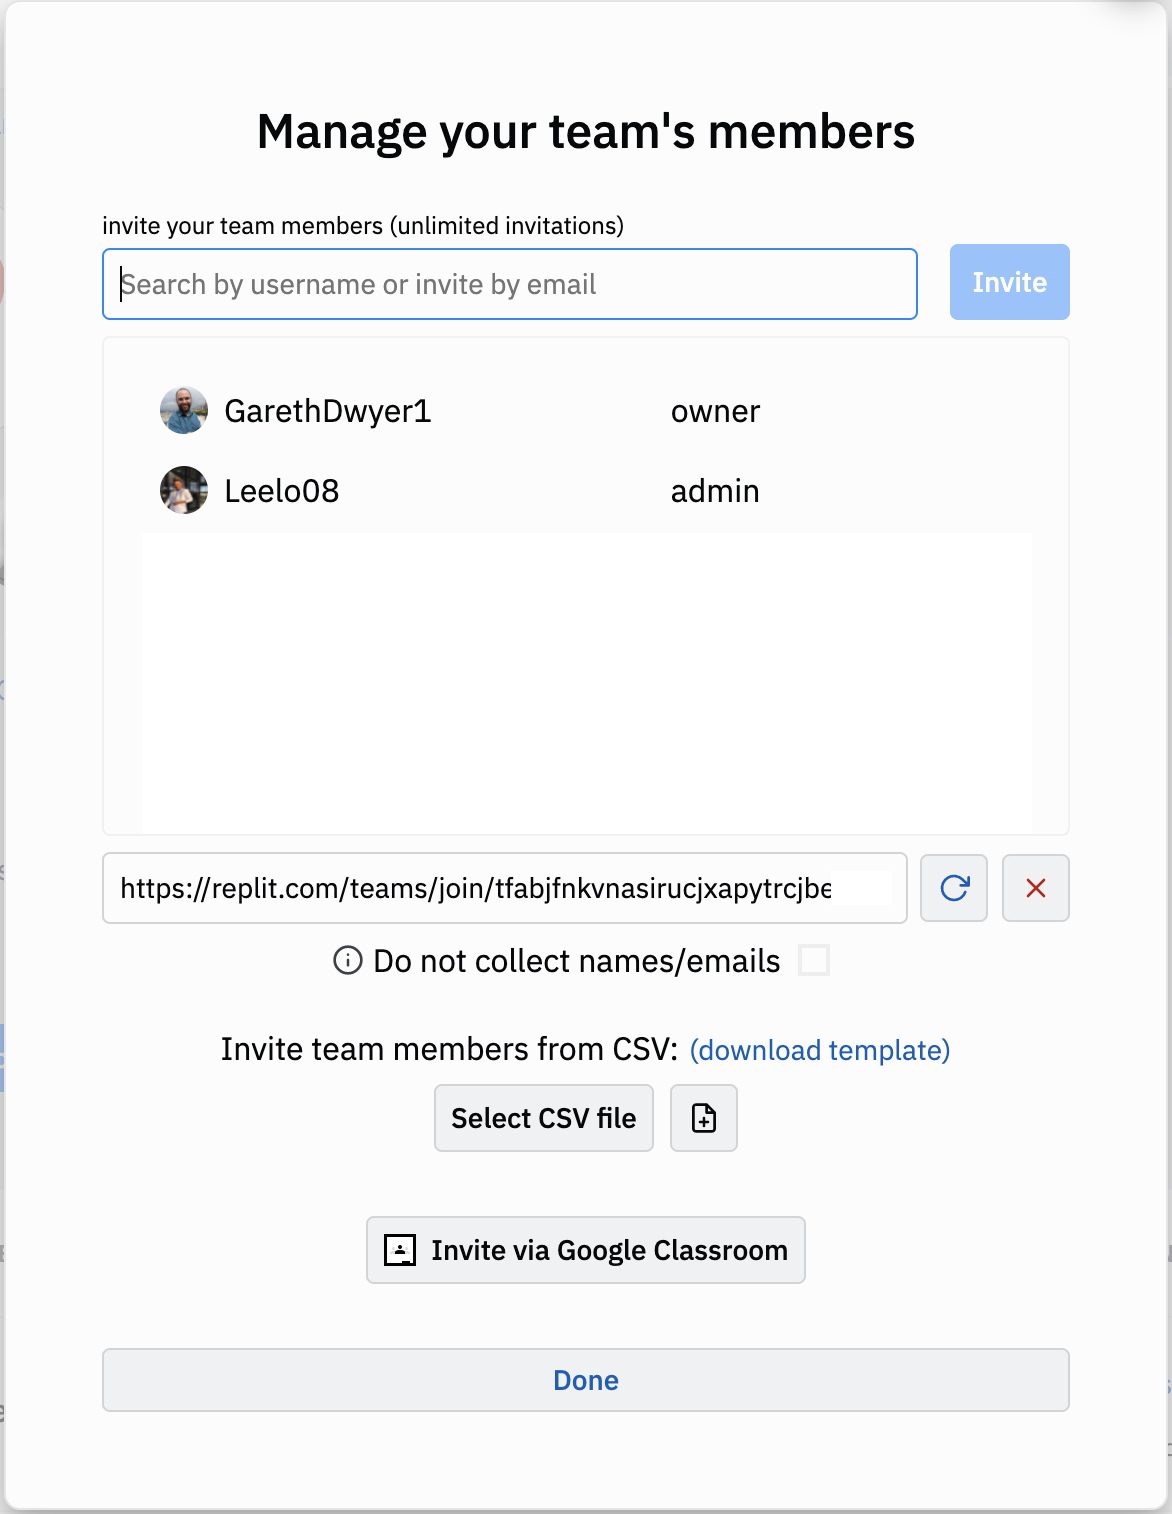 Manage your team's members
invite your team members (unlimited invitations)
Search by username or invite by email
Invite
GarethDwyer1 owner
Leelo08 admin
https://replit.com/teams/join/tfabjfnkvnasirucjxapytrcjbe
Do not collect names/emails
Invite team members from CSV: (download template)
Select CSV file
Invite via Google Classroom
Done